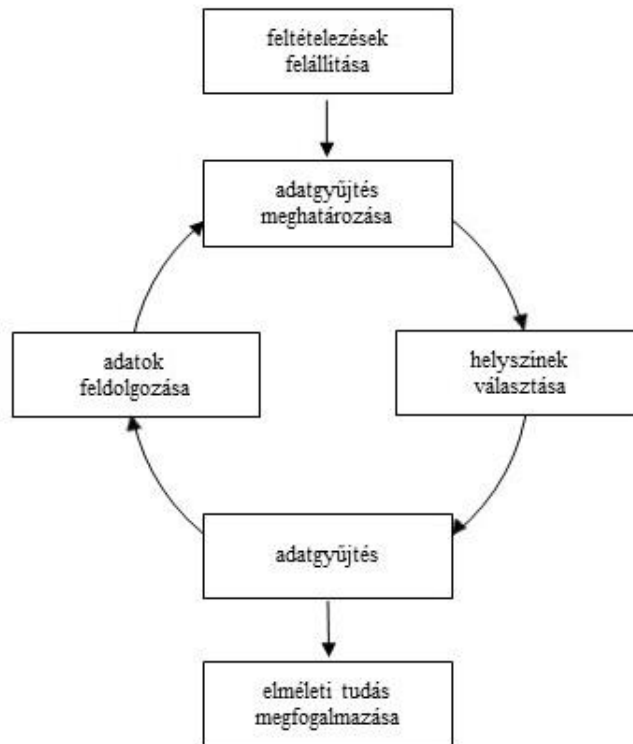 feltételezések
felállítása
adatgyűjtés
meghatározása
adatok
feldolgozása
helyszínek
választása
adatgyűjtés
elméleti tudás
megfogalmazása